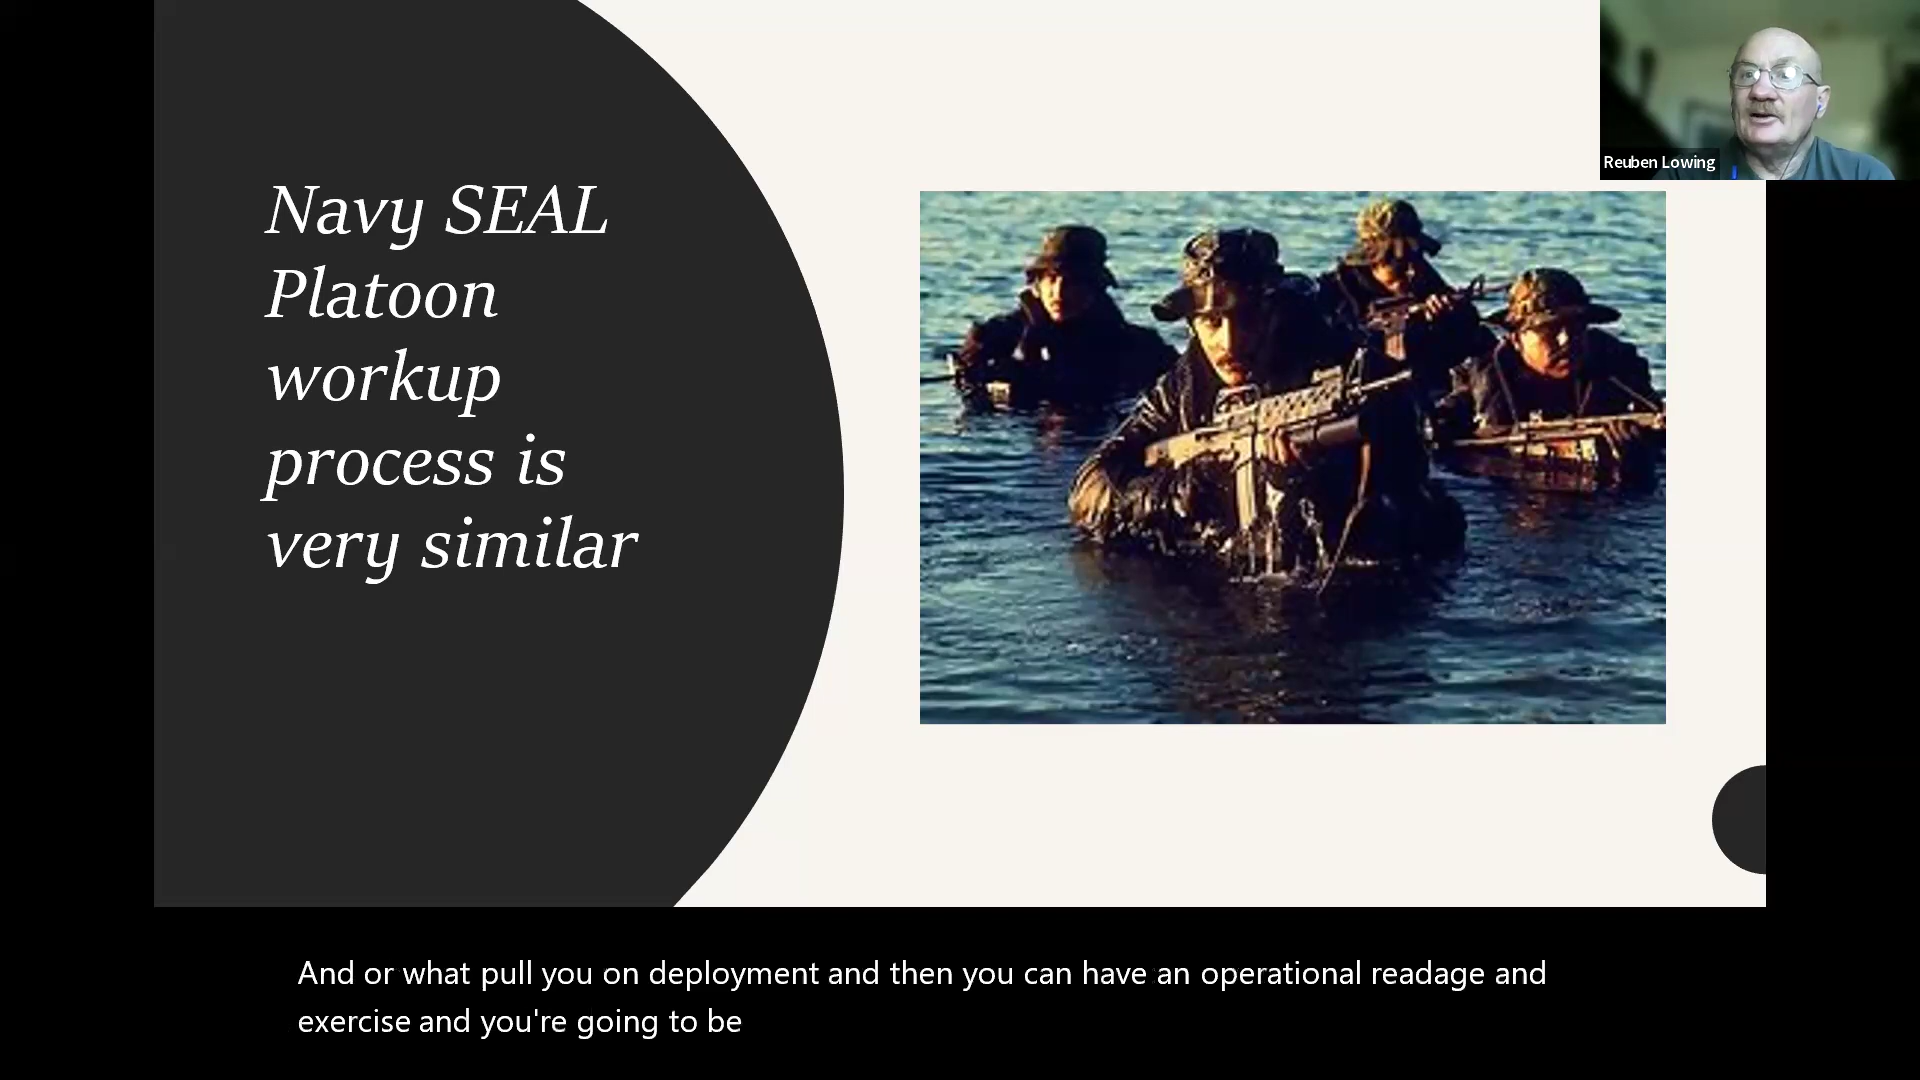 Navy SEAL
Platoon
workup
process is
very similar
Reuben Lowing
And or what pull you on deployment and then you can have an operational readage and
exercise and you're going to be